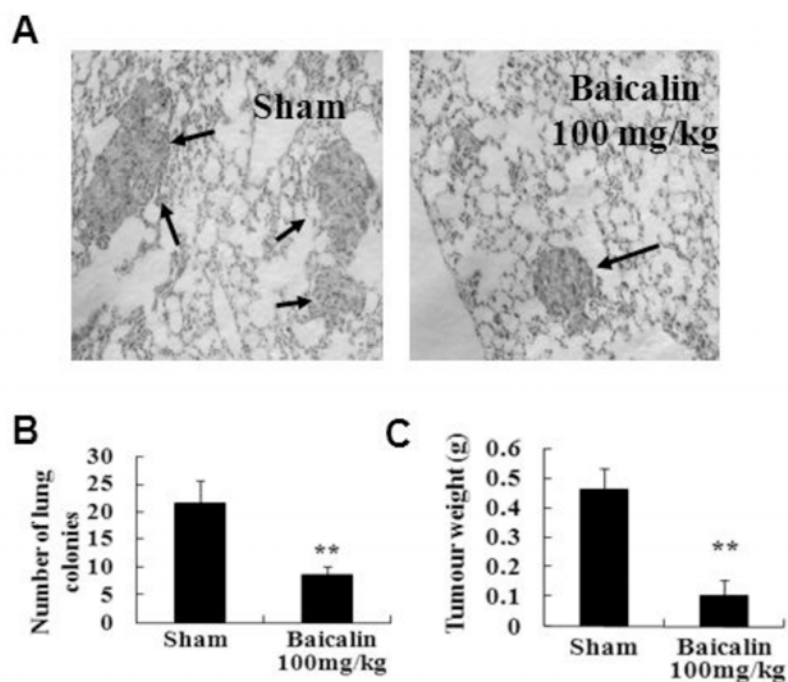 A
Sham
Baicalin
100 mg/kg
B
Number of lung
colonies
30
25
20
15
10
5
0
**
Sham
Baicalin
100mg/kg
C
Tumour weight (g)
0.6
0.5
0.4
0.3
0.2
0.1
0
**
Sham
Baicalin
100mg/kg